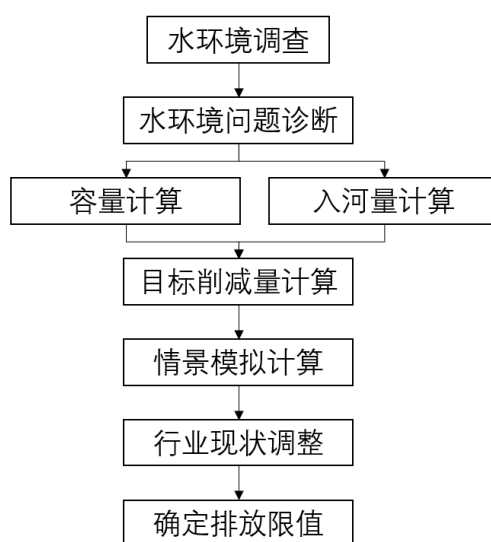 水环境调查
水环境问题诊断
容量计算
入河量计算
目标削减量计算
情景模拟计算
行业现状调整
确定排放限值